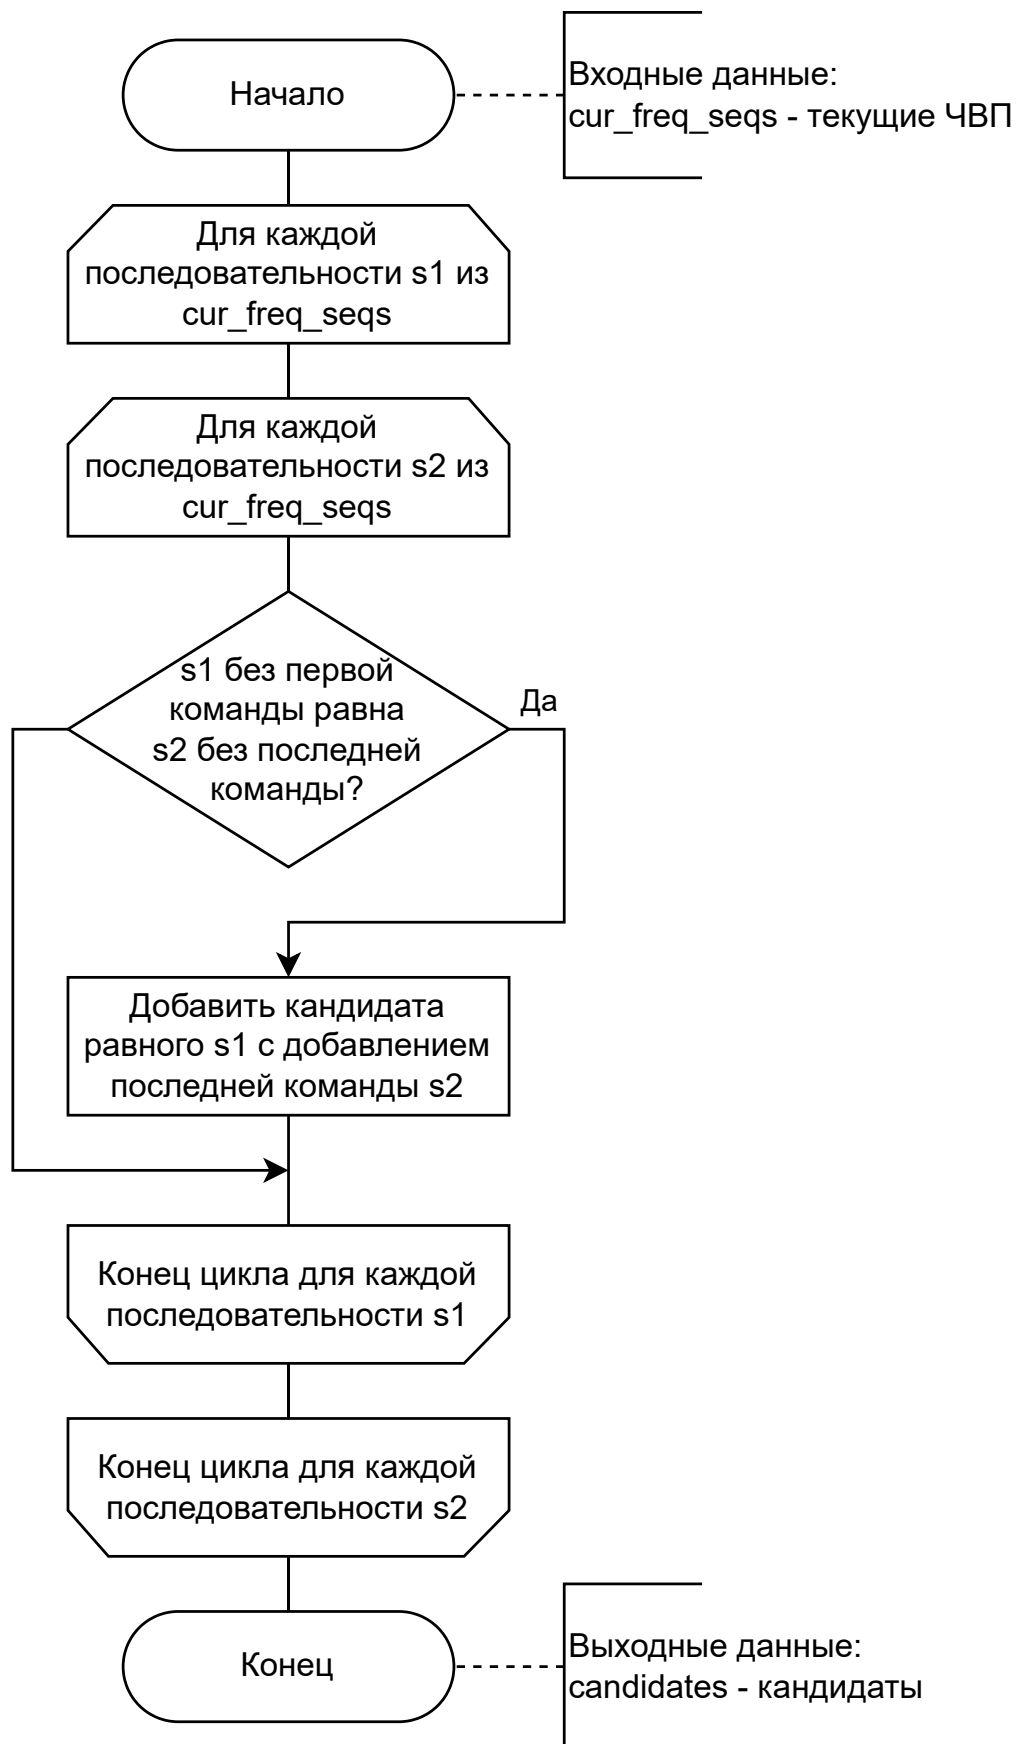 Начало
Входные данные:
cur_freq_seqs - текущие ЧВП
Для каждой
последовательности s1 из
cur_freq_seqs
Для каждой
последовательности s2 из
cur_freq_seqs
s1 без первой
команды равна
s2 без последней
команды?
Да
Добавить кандидата
равного s1 с добавлением
последней команды s2
Конец цикла для каждой
последовательности s1
Конец цикла для каждой
последовательности s2
Конец
Выходные данные:
candidates - кандидаты